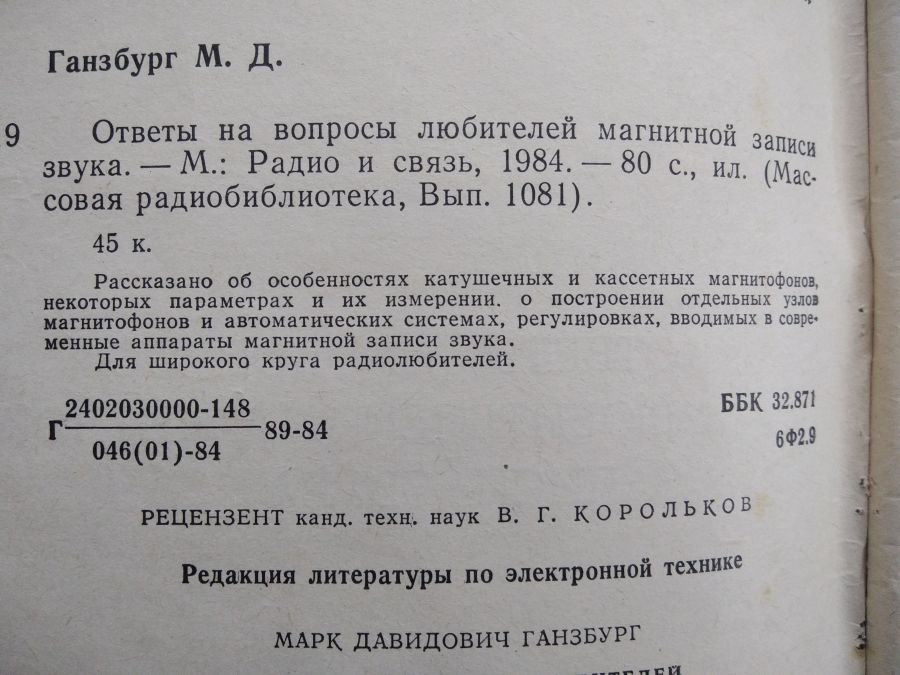 Ганзбург М. Д.
9 Ответы на вопросы любителей магнитной записи
звука. — М.: Радио и связь, 1984. — 80 с., ил. (Мас-
совая радиобиблиотека, Вып. 1081).
45 к.
Рассказано об особенностях катушечных и кассетных магнитофонов,
некоторых параметрах и их измерении. о построении отдельных узлов
магнитофонов и автоматических системах, регулировках, вводимых в совре-
менные аппараты магнитной записи звука.
Для широкого круга радиолюбителей.
2402030000-148
Г 89-84
046(01)-84
ББК 32.871
6Ф2.9
РЕЦЕНЗЕНТ канд. техн. наук В. Г. КОРОЛЬКОВ
Редакция литературы по электронной технике
МАРК ДАВИДОВИЧ ГАНЗБУРГ